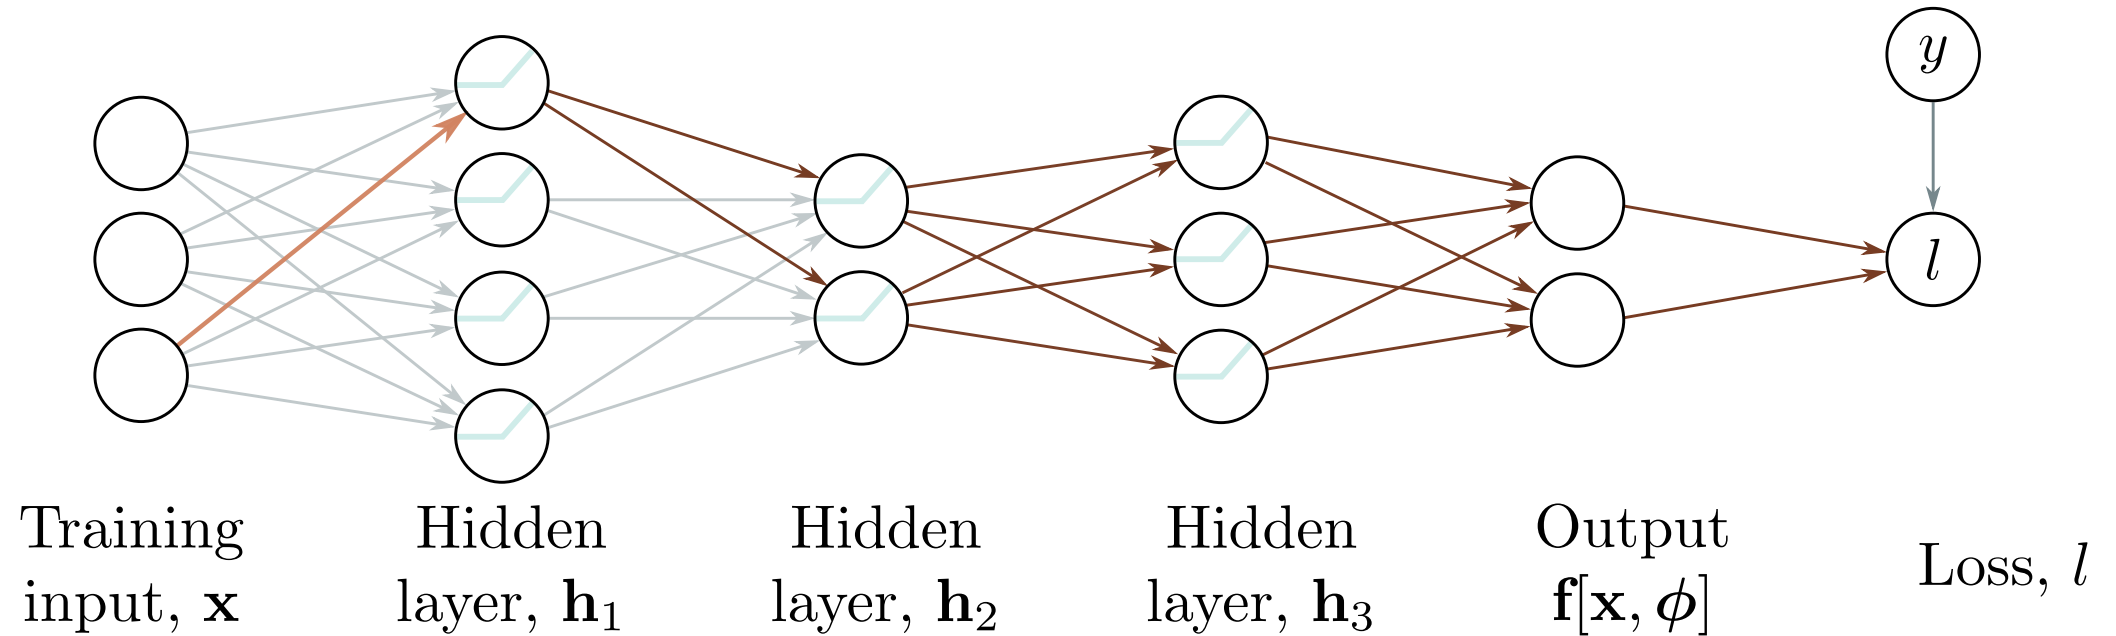 y
l
Training
input, x
Hidden
layer, h₁
Hidden
layer, h₂
Hidden
layer, h₃
Output
f[x, ϕ]
Loss, l